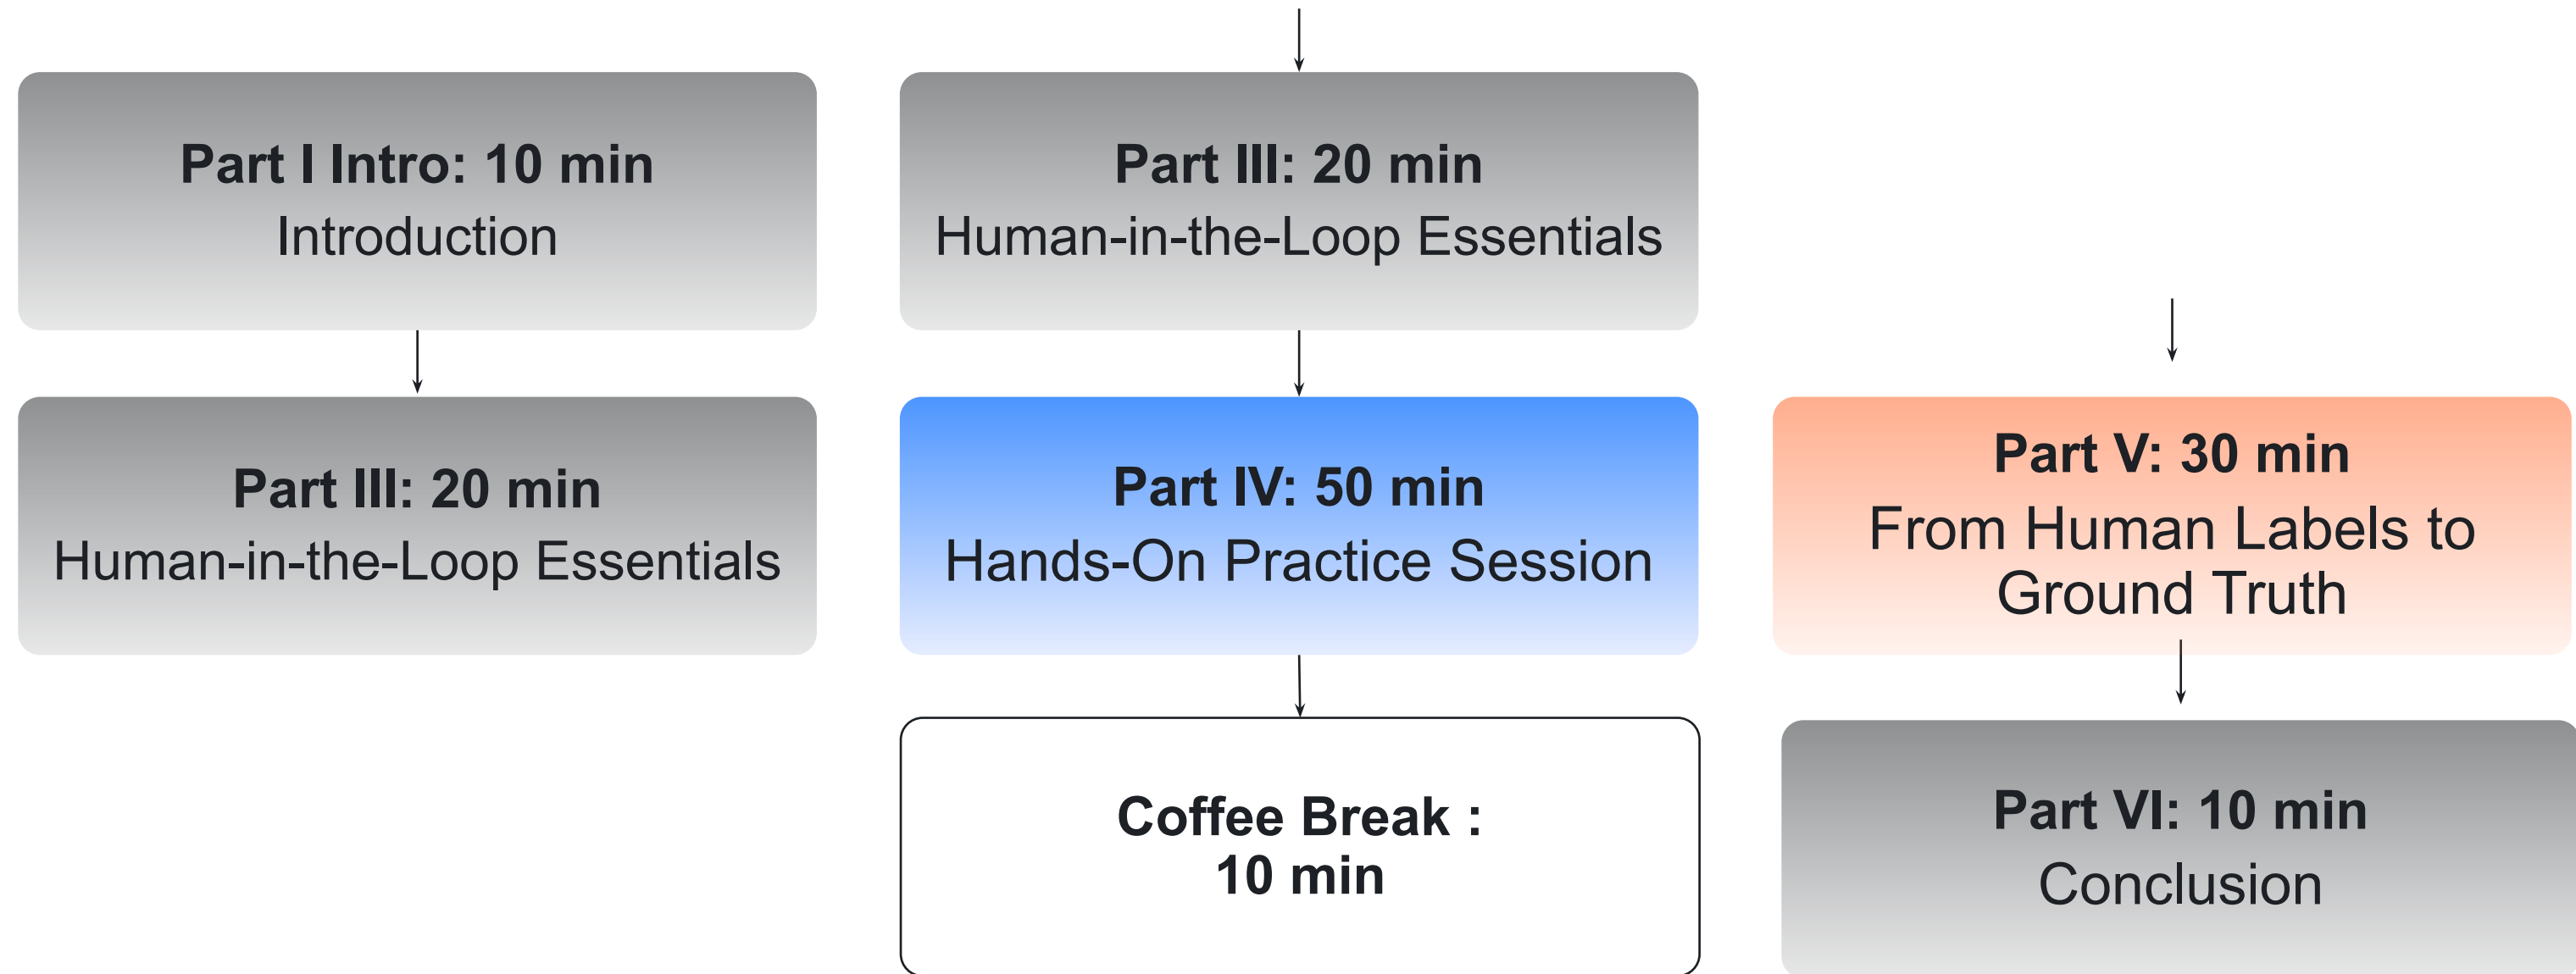 Part I Intro: 10 min
Introduction
Part III: 20 min
Human-in-the-Loop Essentials
Part III: 20 min
Human-in-the-Loop Essentials
Part IV: 50 min
Hands-On Practice Session
Coffee Break :
10 min
Part V: 30 min
From Human Labels to
Ground Truth
Part VI: 10 min
Conclusion